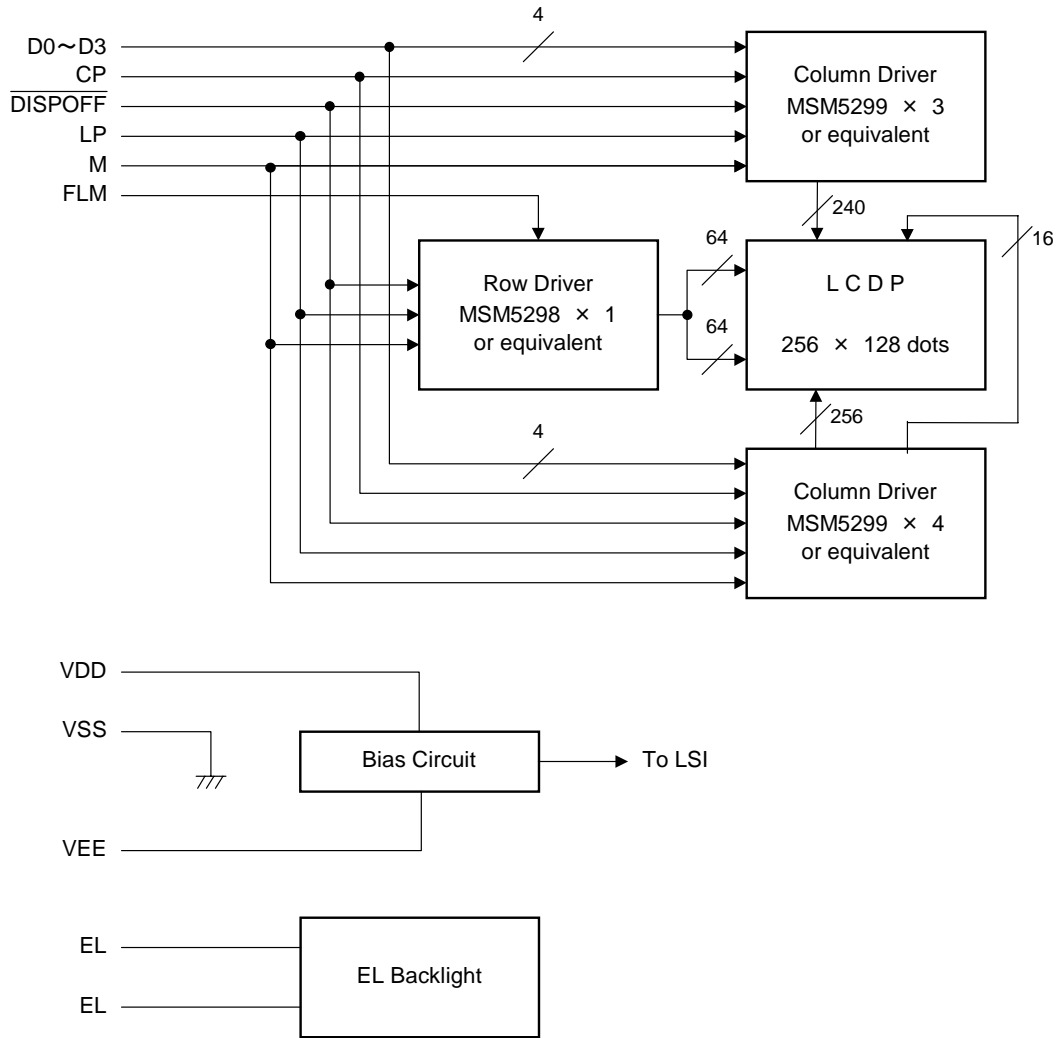 D0～D3
4
CP
DISPOFF
LP
M
FLM
Column Driver
MSM5299 × 3
or equivalent
240
16
64
64
Row Driver
MSM5298 × 1
or equivalent
L C D P
256 × 128 dots
256
4
Column Driver
MSM5299 × 4
or equivalent
VDD
VSS
Bias Circuit
To LSI
VEE
EL
EL Backlight
EL